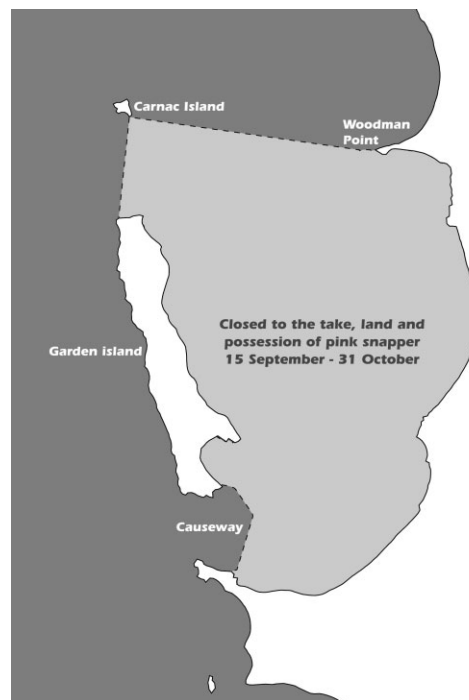 Carnac Island
Woodman
Point
Closed to the take, land and
possession of pink snapper
15 September - 31 October
Garden island
Causeway